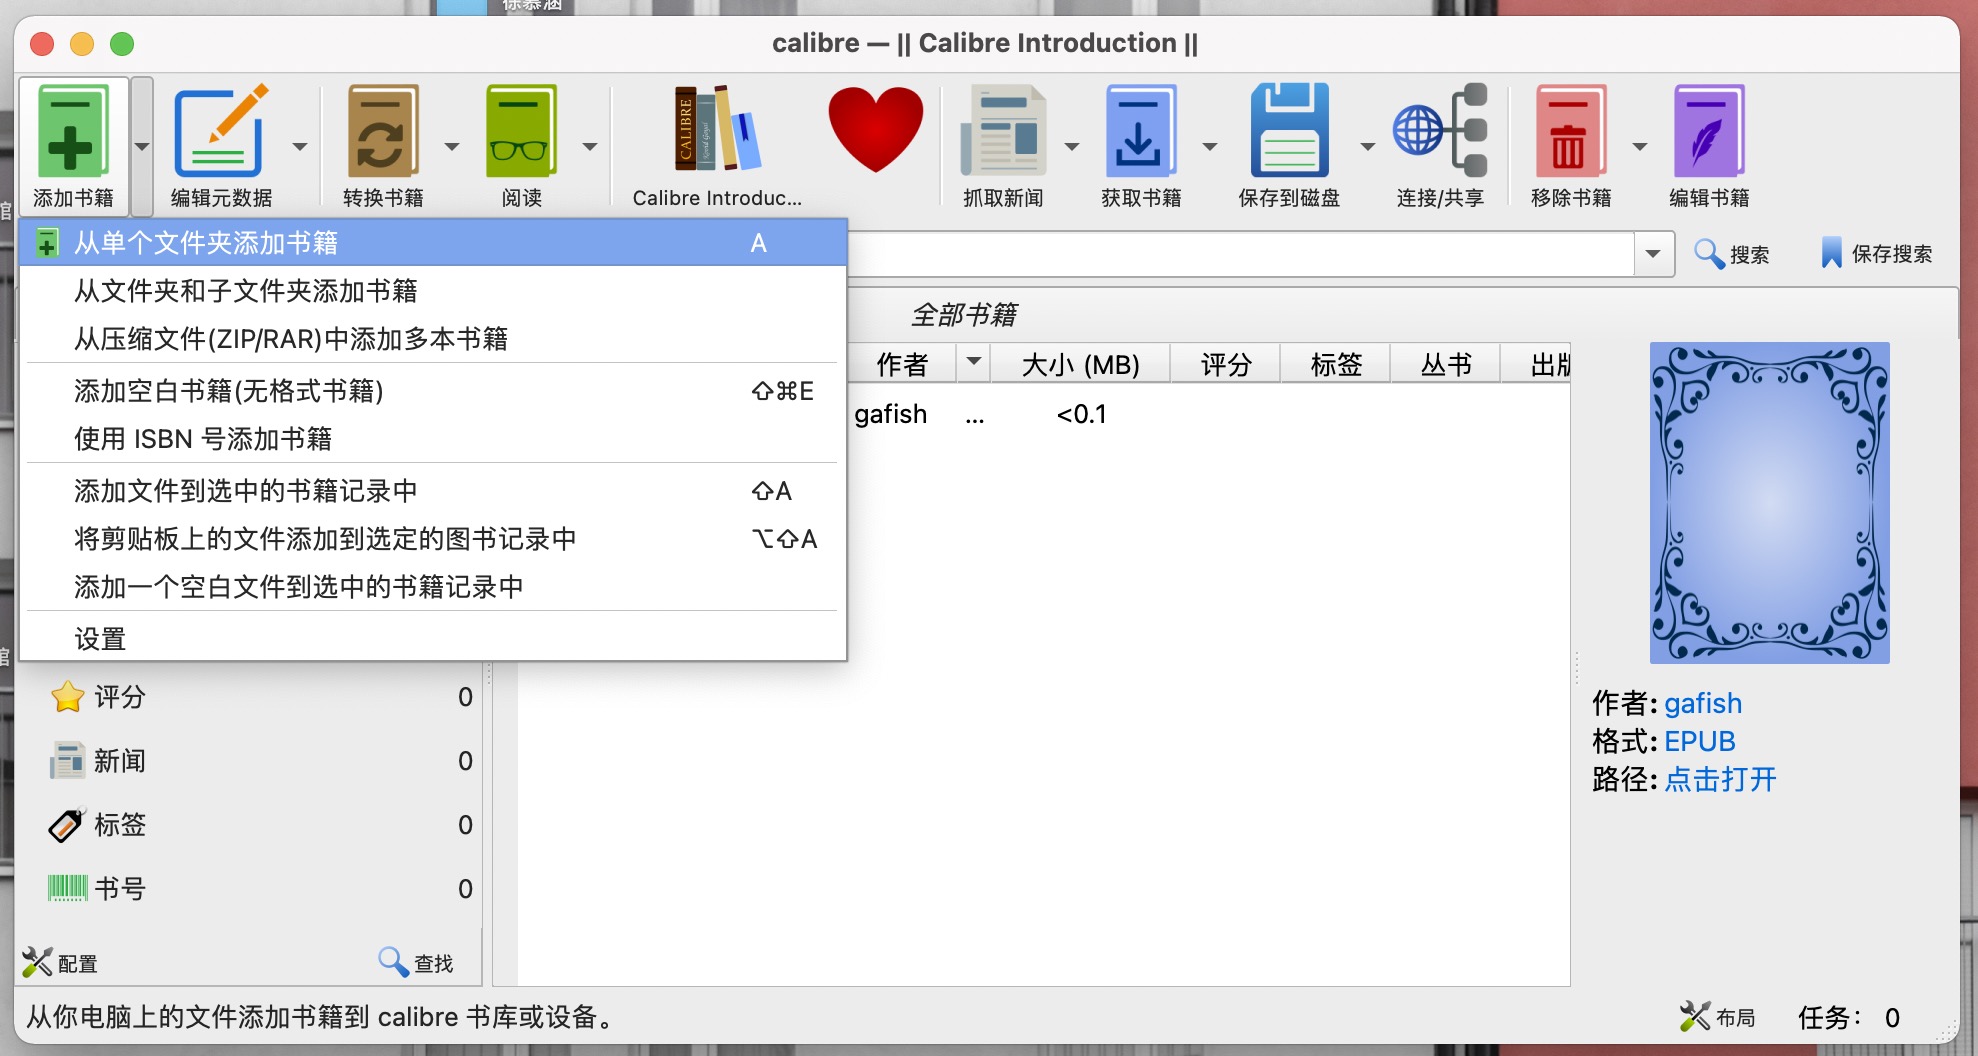 徐慕涵
calibre — || Calibre Introduction ||
CALIBRE
添加书籍
编辑元数据
转换书籍
阅读
Calibre Introduc...
抓取新闻
获取书籍
保存到磁盘
连接/共享
移除书籍
编辑书籍
从单个文件夹添加书籍 A
从文件夹和子文件夹添加书籍
从压缩文件(ZIP/RAR)中添加多本书籍
添加空白书籍(无格式书籍) ⇧⌘E
使用 ISBN 号添加书籍
添加文件到选中的书籍记录中 ⇧A
将剪贴板上的文件添加到选定的图书记录中 ⌥⇧A
添加一个空白文件到选中的书籍记录中
设置
搜索
保存搜索
全部书籍
作者 大小 (MB) 评分 标签 丛书 出版
gafish ... <0.1
评分 0
新闻 0
标签 0
书号 0
配置
查找
作者: gafish
格式: EPUB
路径: 点击打开
从你电脑上的文件添加书籍到 calibre 书库或设备。
布局
任务： 0